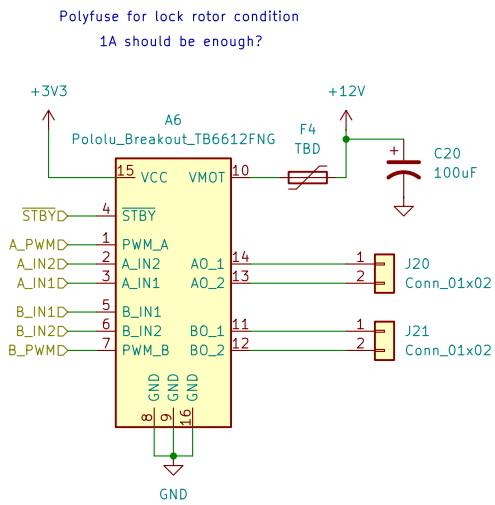 Polyfuse for lock rotor condition
1A should be enough?
+3V3
+12V
A6
Pololu_Breakout_TB6612FNG
F4
TBD
C20
100uF
+
15 VCC
VMOT 10
STBY 4 STBY
A_PWM 1 PWM_A
A_IN2 2 A_IN2
A_IN1 3 A_IN1
B_IN1 5 B_IN1
B_IN2 6 B_IN2
B_PWM 7 PWM_B
AO_1 14
AO_2 13
BO_1 11
BO_2 12
1
2
J20
Conn_01x02
1
2
J21
Conn_01x02
GND 8
GND 9
GND 16
GND